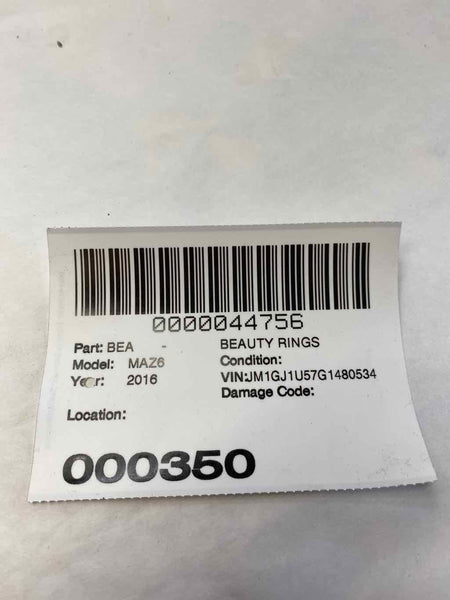 0000044756
Part: BEA - BEAUTY RINGS
Model: MAZ6 Condition:
Year: 2016 VIN:JM1GJ1U57G1480534
Damage Code:
Location:
000350